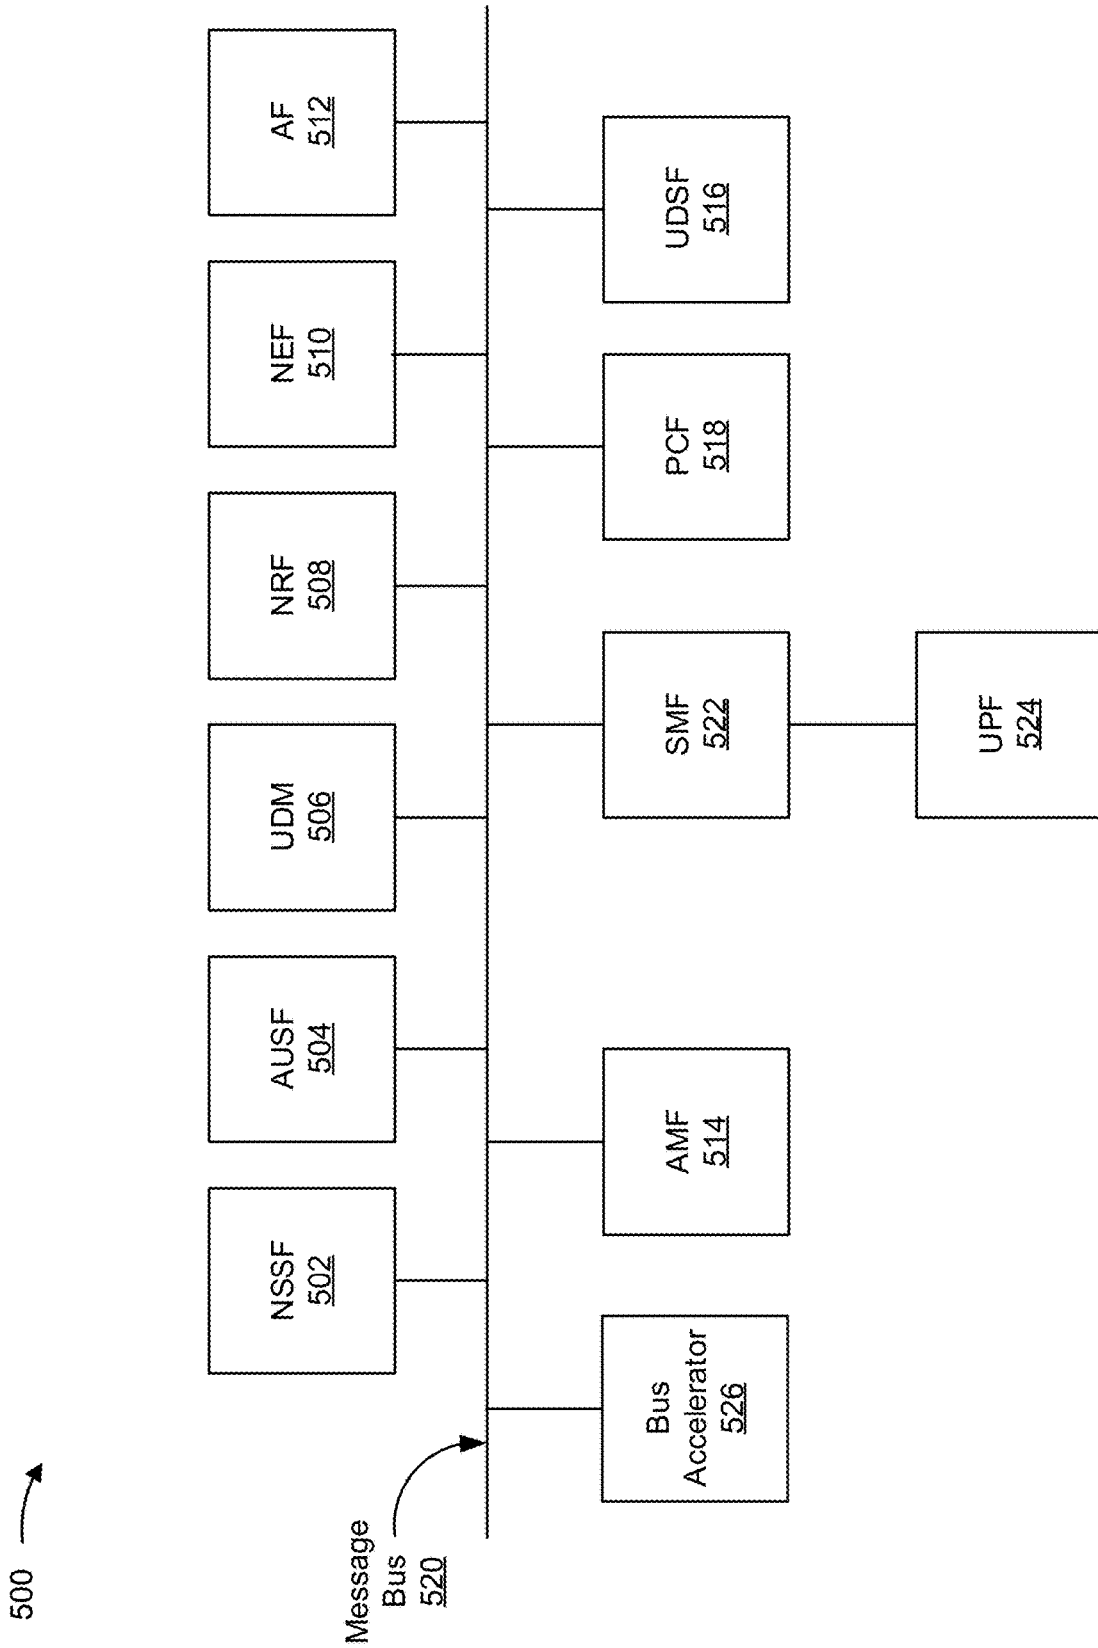 500
NSSF
502
AUSF
504
UDM
506
NRF
508
NEF
510
AF
512
Message
Bus
520
Bus
Accelerator
526
AMF
514
SMF
522
PCF
518
UDSF
516
UPF
524